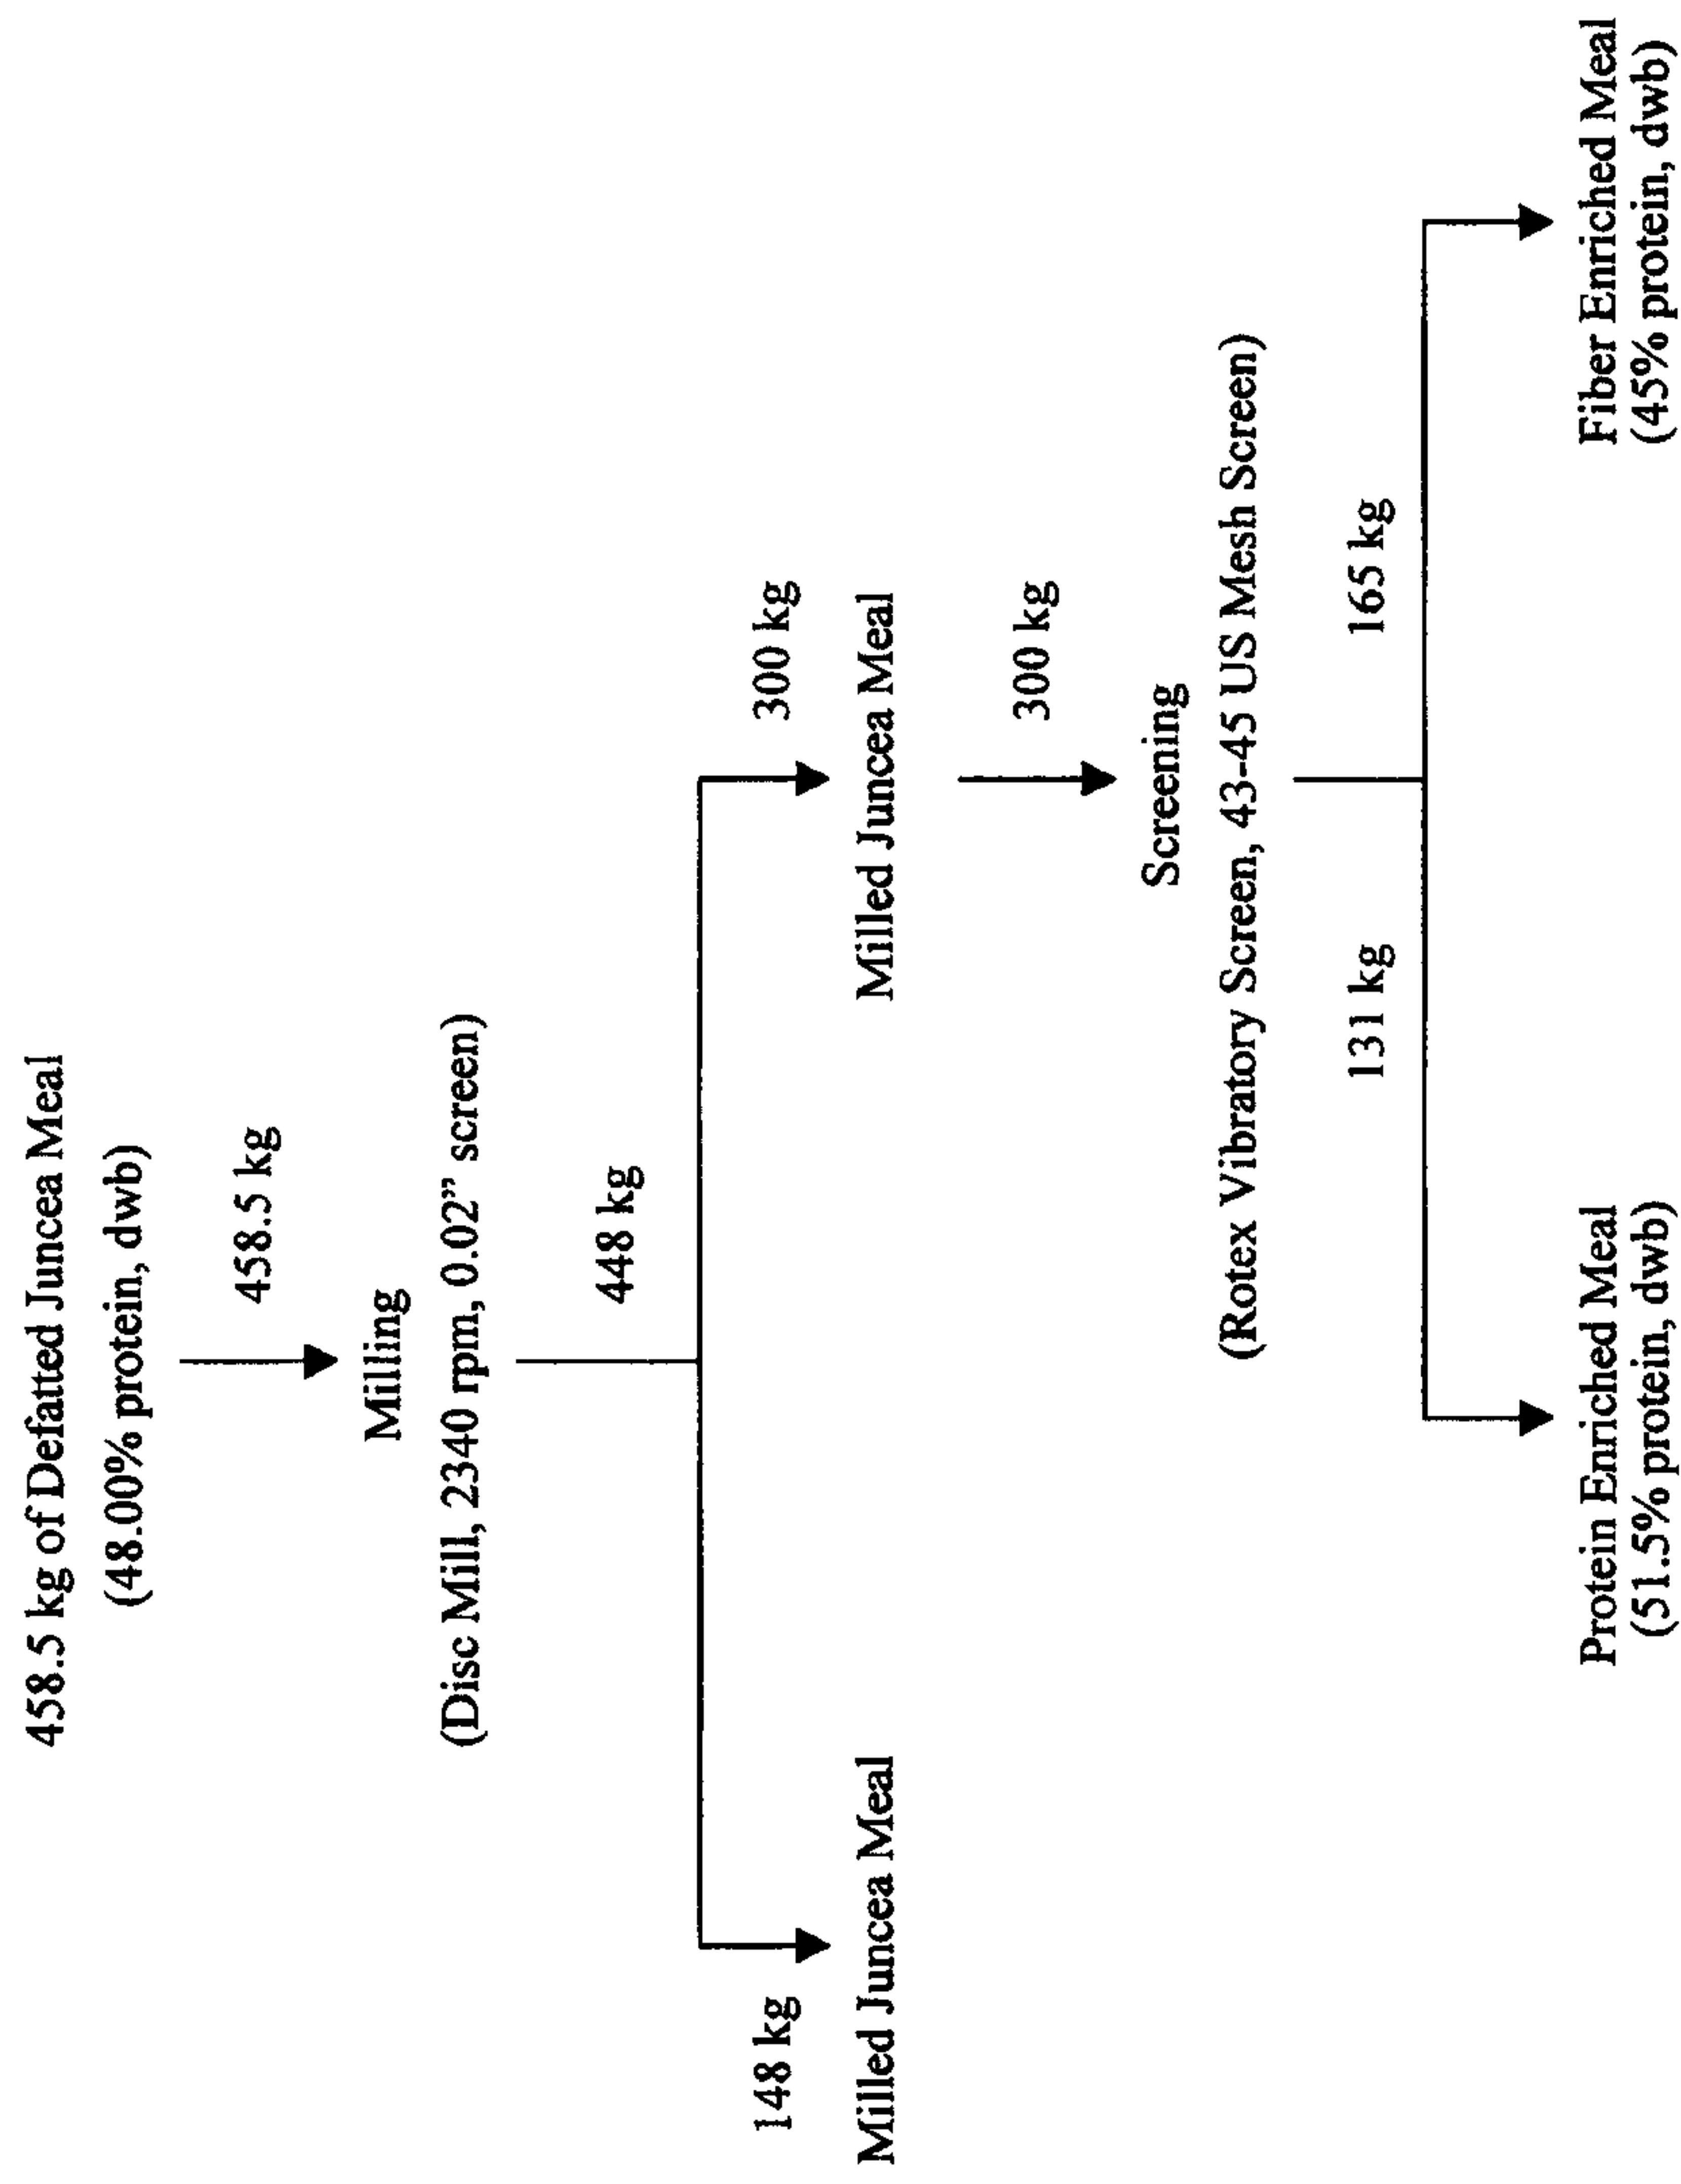 458.5 kg of Defatted Juncea Meal
(48.00% protein, dwb)
458.5 kg
Milling
(Disc Mill, 2340 rpm, 0.02” screen)
448 kg
148 kg
300 kg
Milled Juncea Meal
Milled Juncea Meal
300 kg
Screening
(Rotex Vibratory Screen, 43-45 US Mesh Screen)
131 kg
165 kg
Protein Enriched Meal
(51.5% protein, dwb)
Fiber Enriched Meal
(45% protein, dwb)